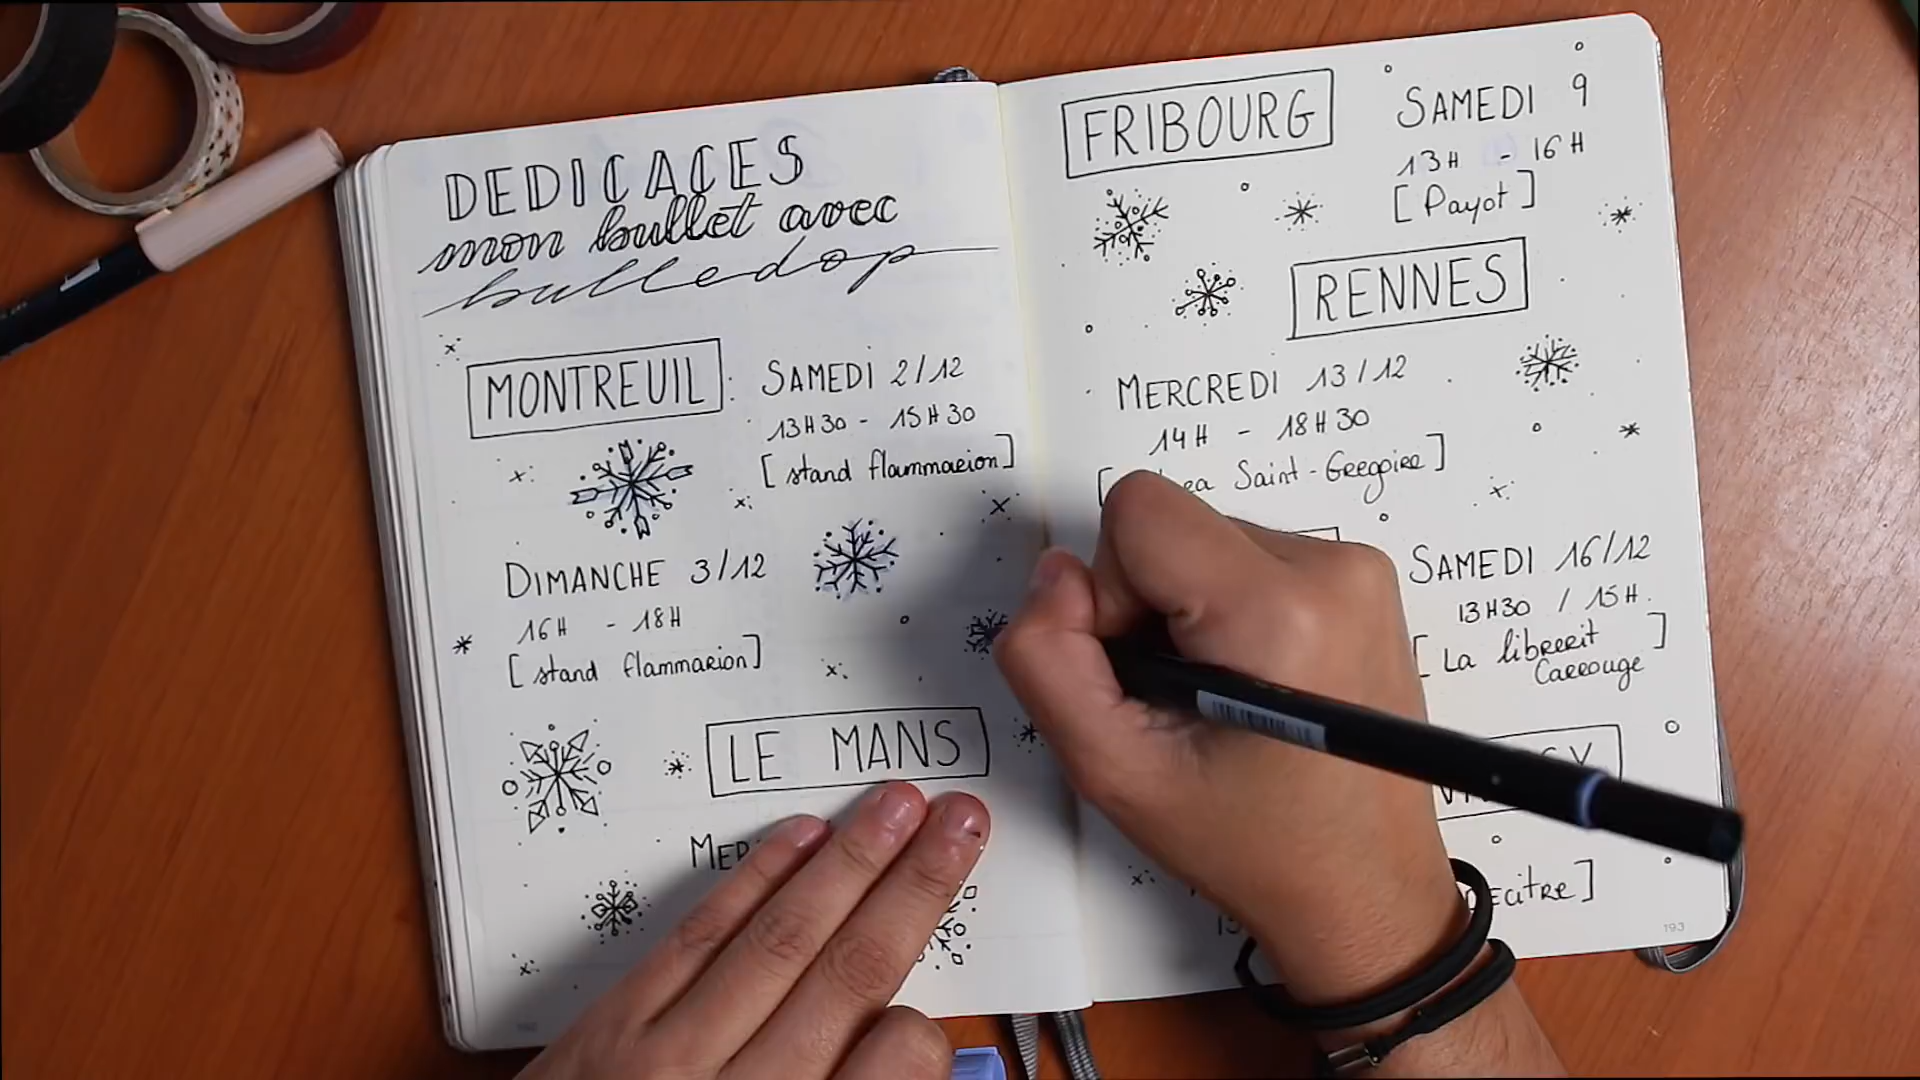 DEDICACES
mon bullet avec
bulledop
MONTREUIL : SAMEDI 2/12
13H30 - 15H30
[stand flammarion]
DIMANCHE 3/12
16H - 18H
[stand flammarion]
LE MANS
FRIBOURG
SAMEDI 9
13H - 16H
[Payot]
RENNES
MERCREDI 13/12
14H - 18H30
Saint-Gregoire]
SAMEDI 16/12
13H30 / 15H.
[La librerit
Carrouge]
193